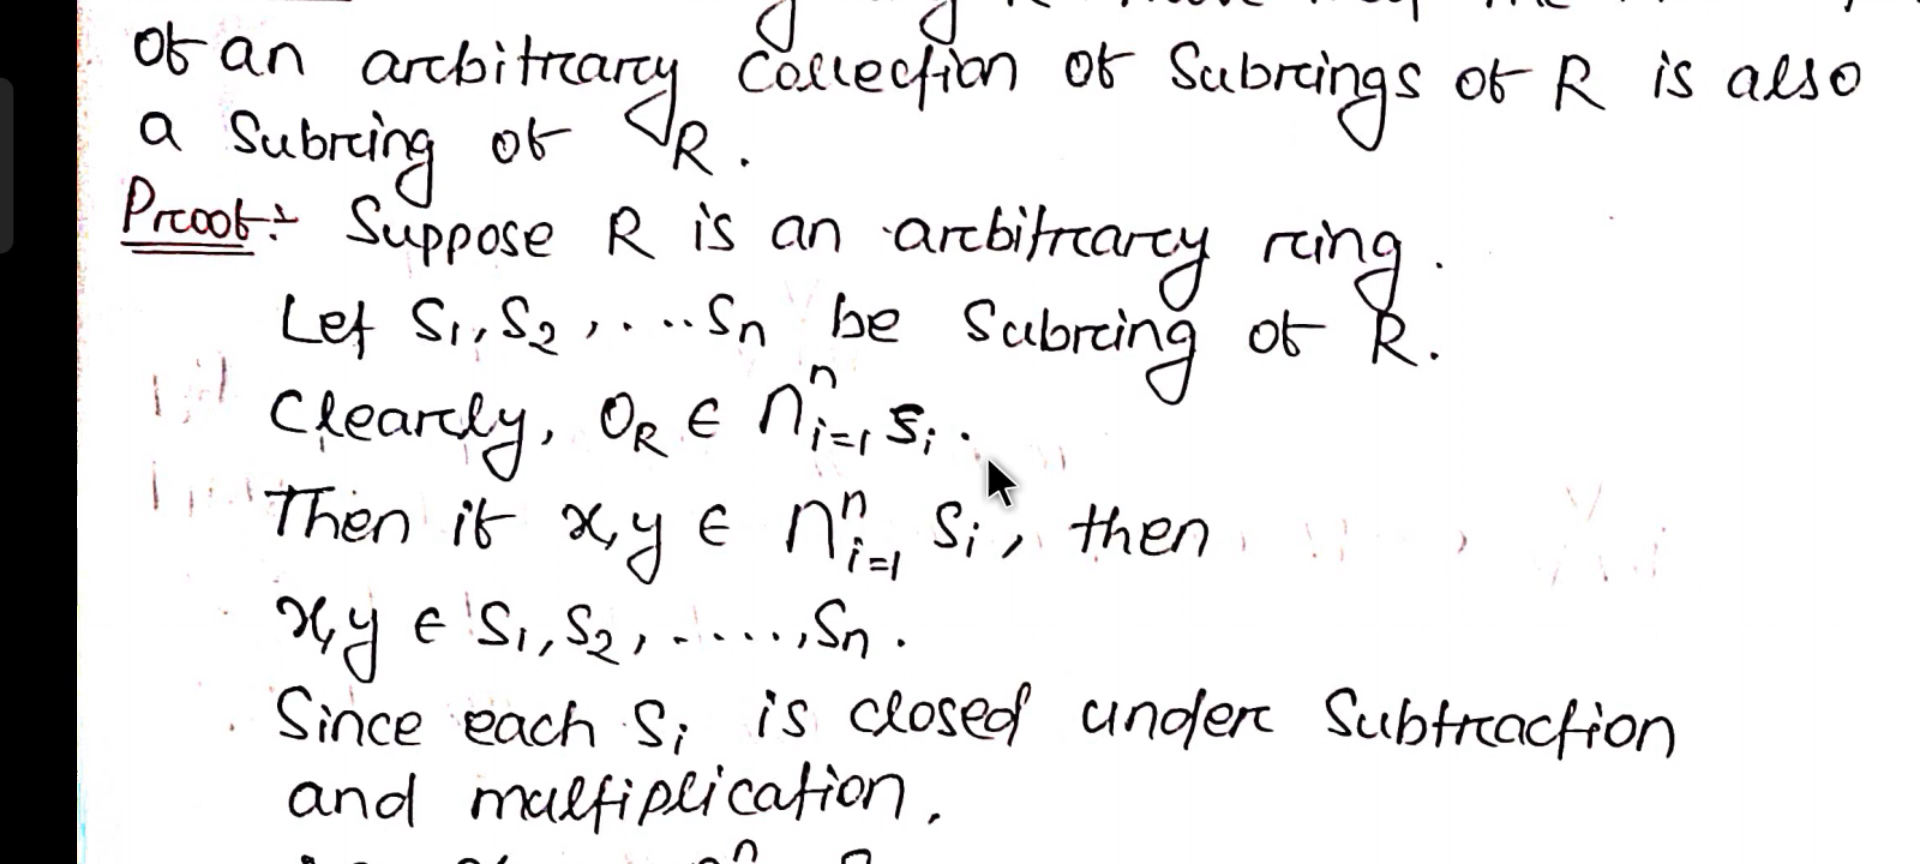 of an arbitrary collection of subrings of R is also
a subring of R.
Proof:- Suppose R is an arbitrary ring.
Let S₁, S₂, .... Sn be Subring of R.
Clearly, 0_R ∈ ∩ⁿᵢ₌₁ Sᵢ.
Then if x, y ∈ ∩ⁿᵢ₌₁ Sᵢ, then
x, y ∈ S₁, S₂, ......, Sn.
Since each Sᵢ is closed under Subtraction
and multiplication.